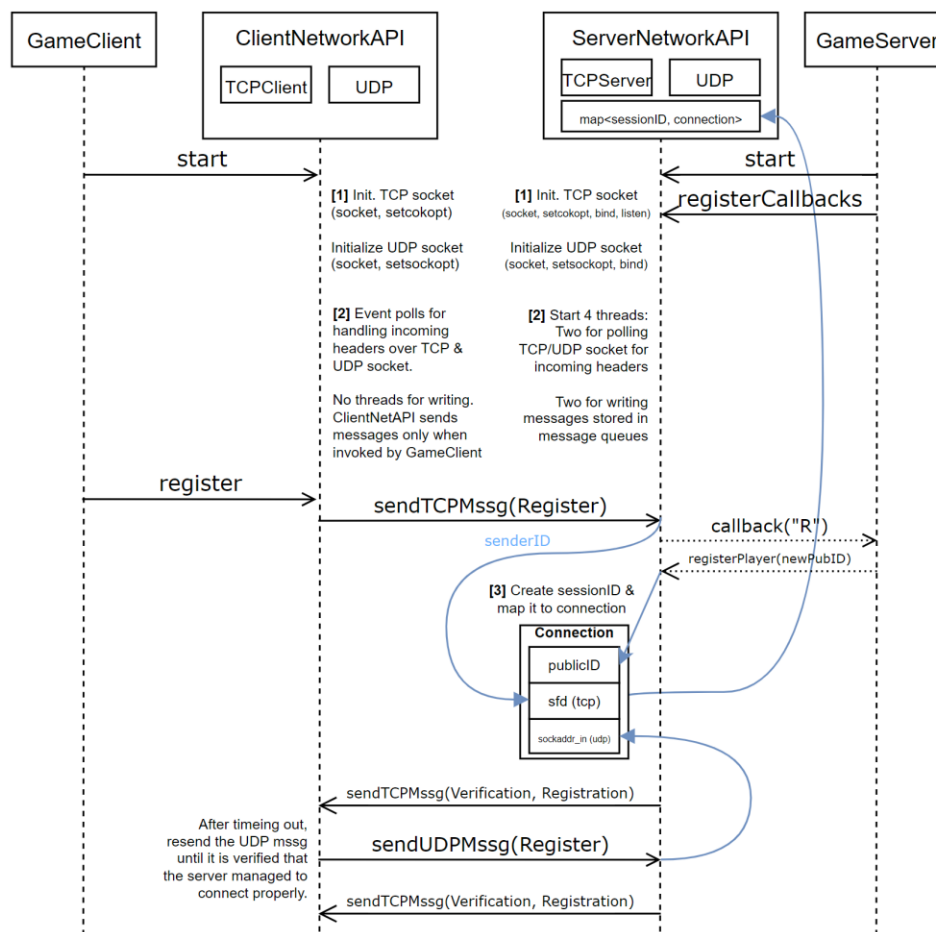 GameClient
ClientNetworkAPI
TCPClient
UDP
ServerNetworkAPI
TCPServer
UDP
map<sessionID, connection>
GameServer
start
start
registerCallbacks
[1] Init. TCP socket
(socket, setcokopt)
Initialize UDP socket
(socket, setsockopt)
[1] Init. TCP socket
(socket, setcokopt, bind, listen)
Initialize UDP socket
(socket, setsockopt, bind)
[2] Event polls for
handling incoming
headers over TCP &
UDP socket.
No threads for writing.
ClientNetAPI sends
messages only when
invoked by GameClient
[2] Start 4 threads:
Two for polling
TCP/UDP socket for
incoming headers
Two for writing
messages stored in
message queues
register
sendTCPMssg(Register)
senderID
callback("R")
registerPlayer(newPubID)
[3] Create sessionID &
map it to connection
Connection
publicID
sfd (tcp)
sockaddr_in (udp)
sendTCPMssg(Verification, Registration)
After timeing out,
resend the UDP mssg
until it is verified that
the server managed to
connect properly.
sendUDPMssg(Register)
sendTCPMssg(Verification, Registration)